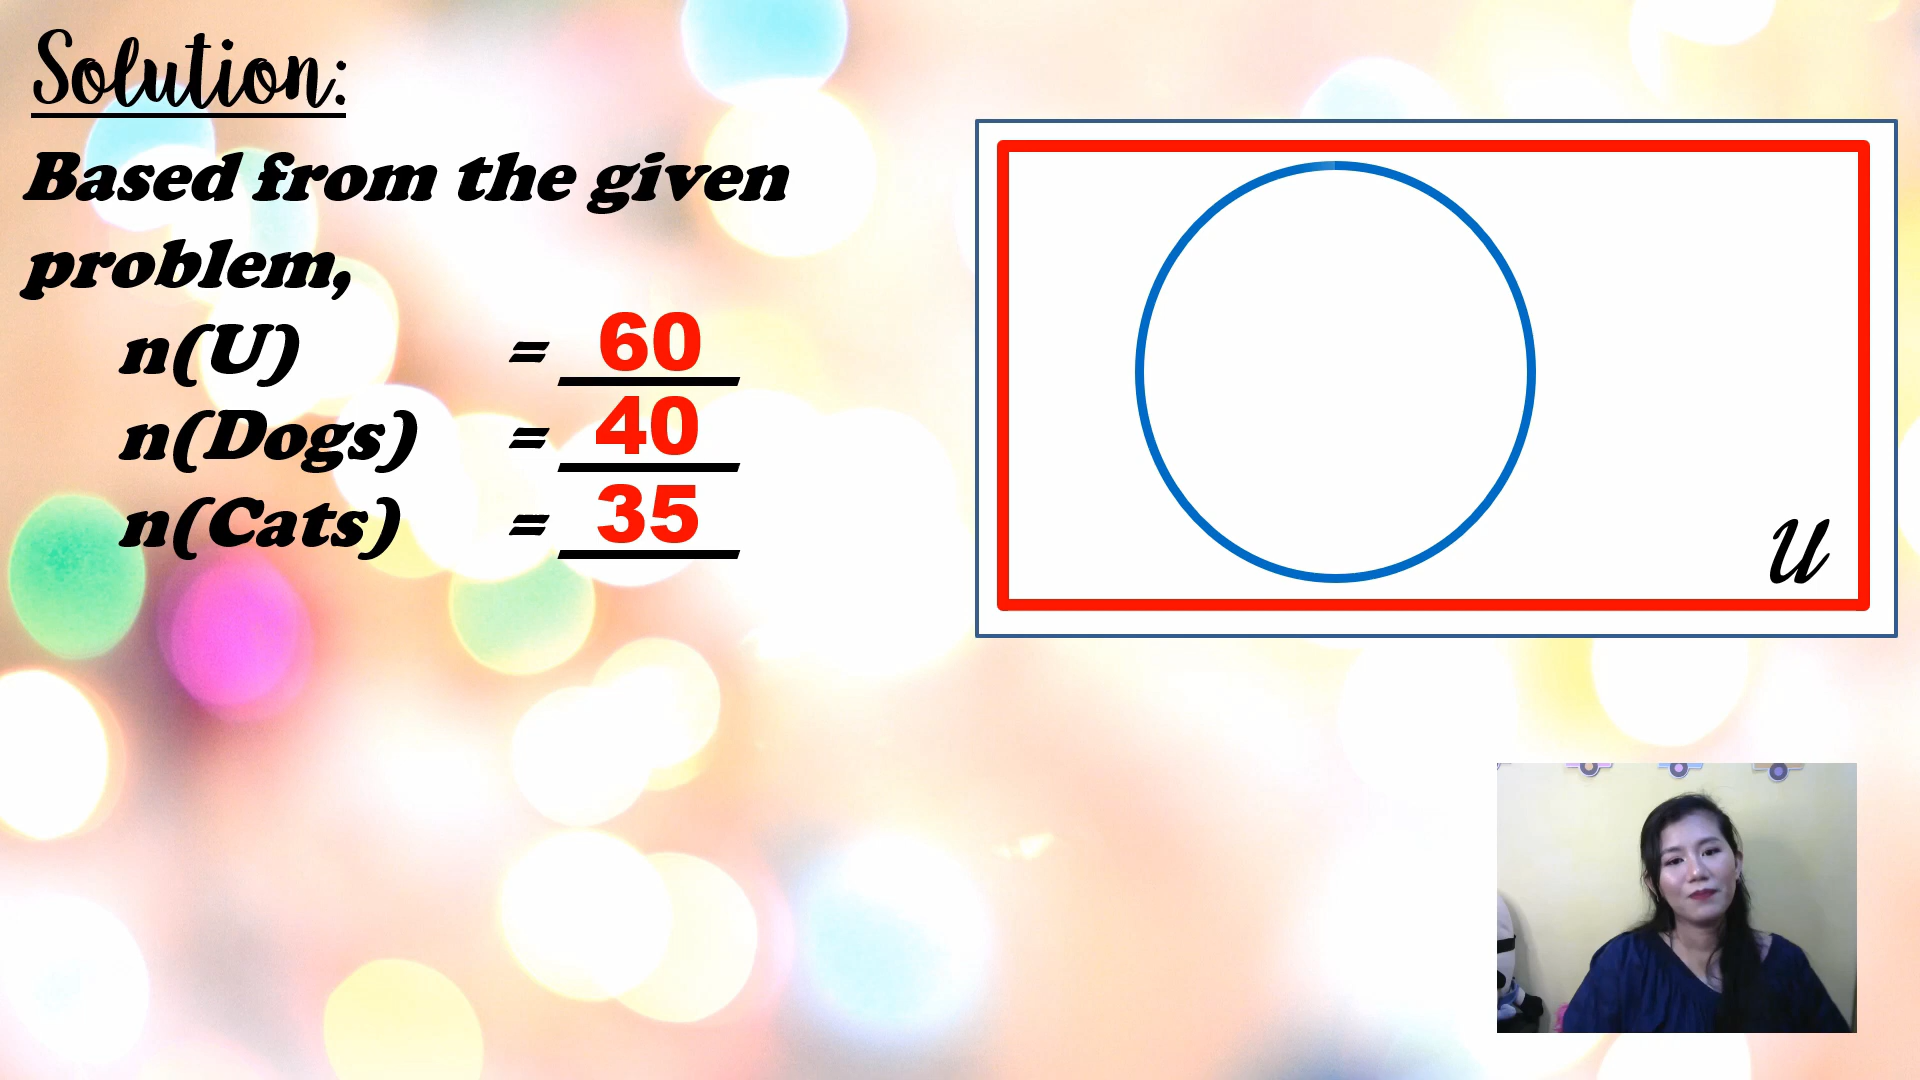 Solution:
Based from the given
problem,
n(U) = 60
n(Dogs) = 40
n(Cats) = 35
U